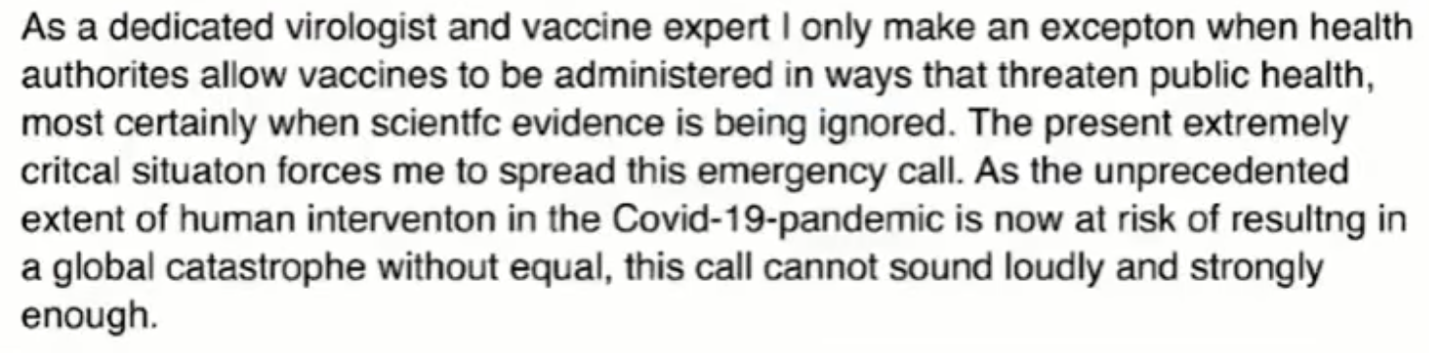 As a dedicated virologist and vaccine expert I only make an excepton when health
authorites allow vaccines to be administered in ways that threaten public health,
most certainly when scientfc evidence is being ignored. The present extremely
critcal situaton forces me to spread this emergency call. As the unprecedented
extent of human interventon in the Covid-19-pandemic is now at risk of resultng in
a global catastrophe without equal, this call cannot sound loudly and strongly
enough.